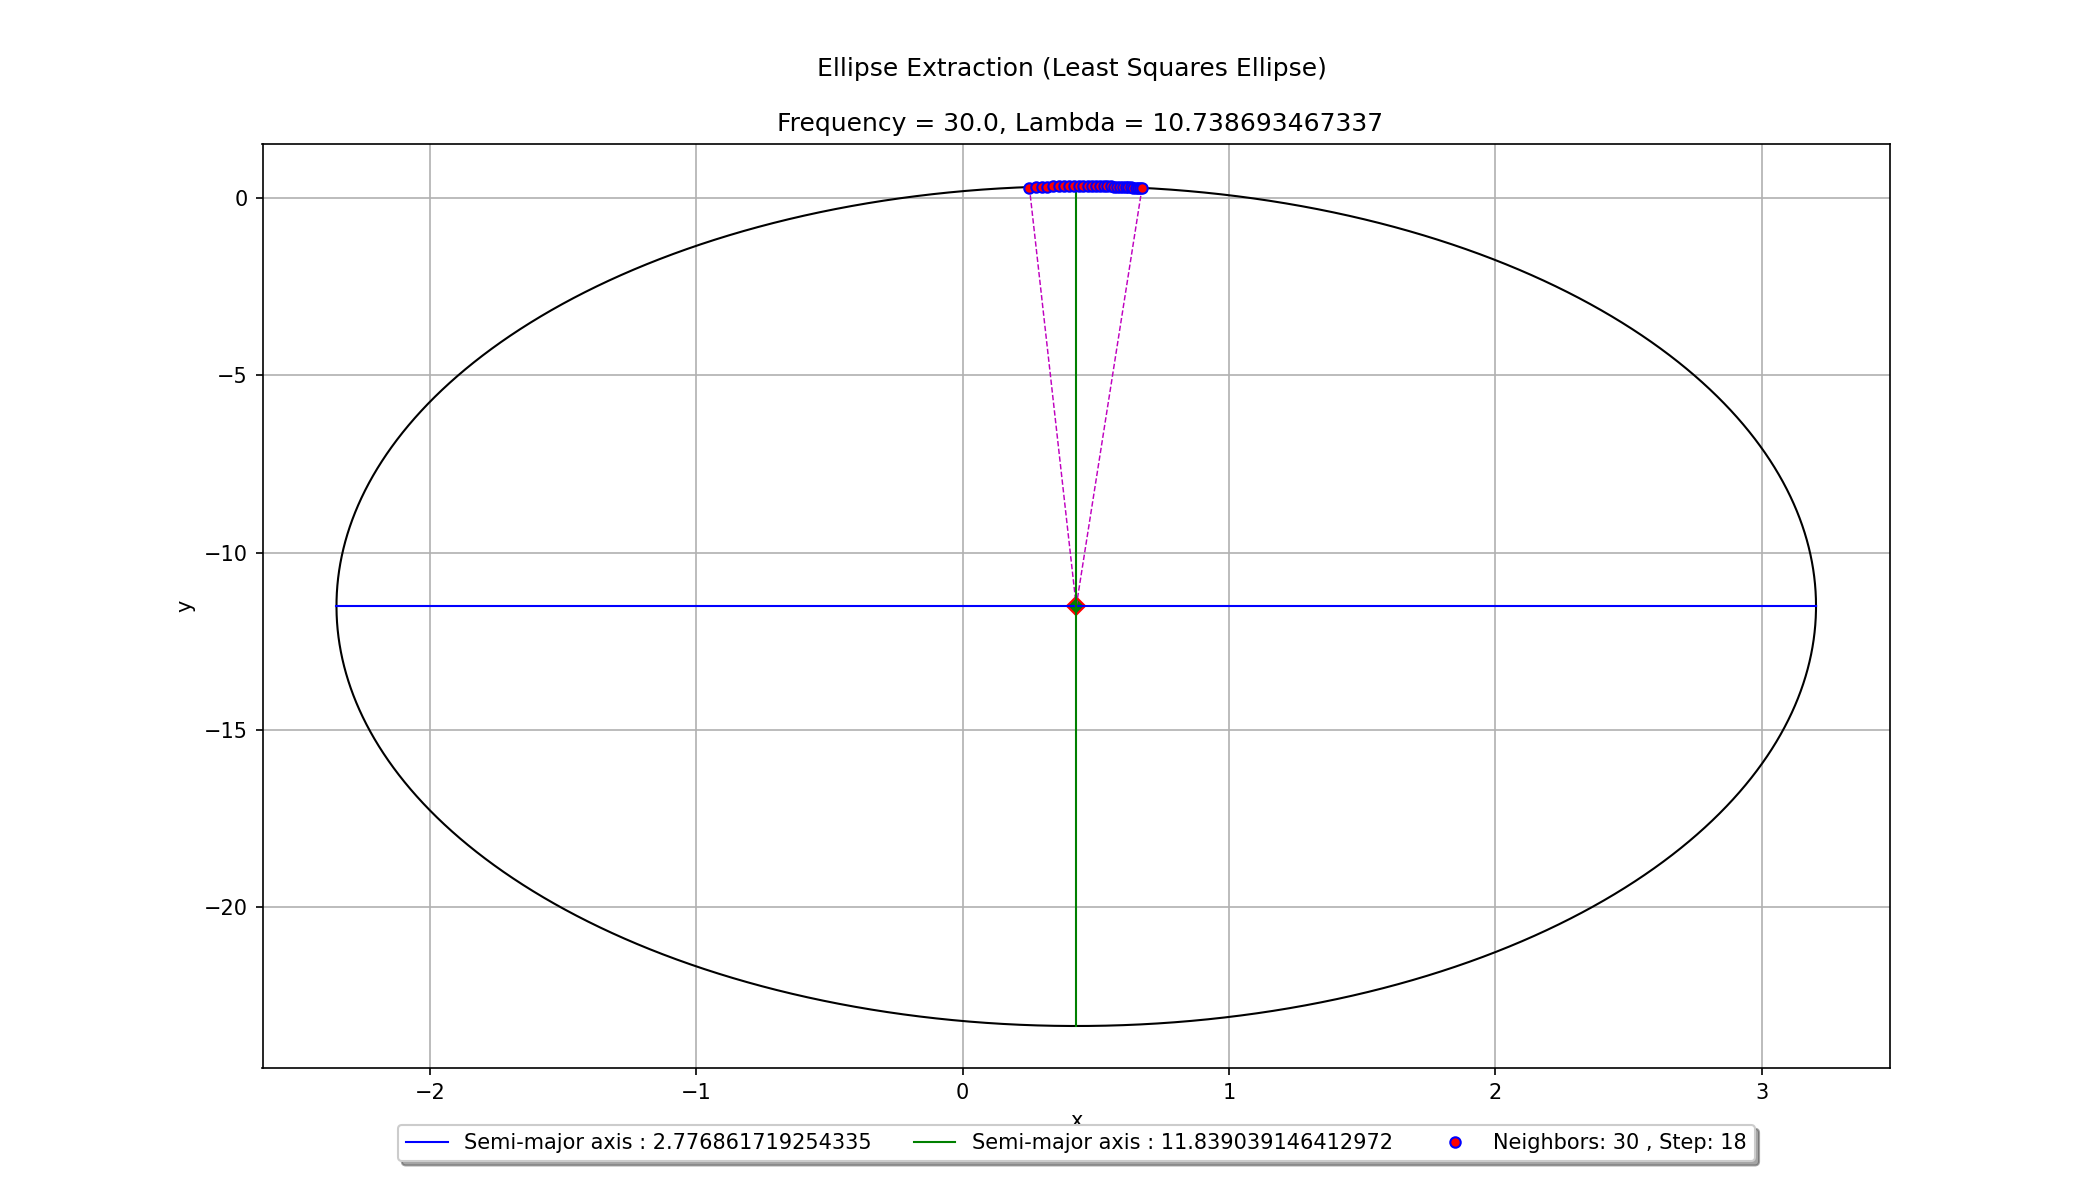 Ellipse Extraction (Least Squares Ellipse)
Frequency = 30.0, Lambda = 10.738693467337
0
−5
−10
−15
−20
y
−2
−1
0
1
2
3
x
Semi-major axis : 2.776861719254335
Semi-major axis : 11.839039146412972
Neighbors: 30 , Step: 18